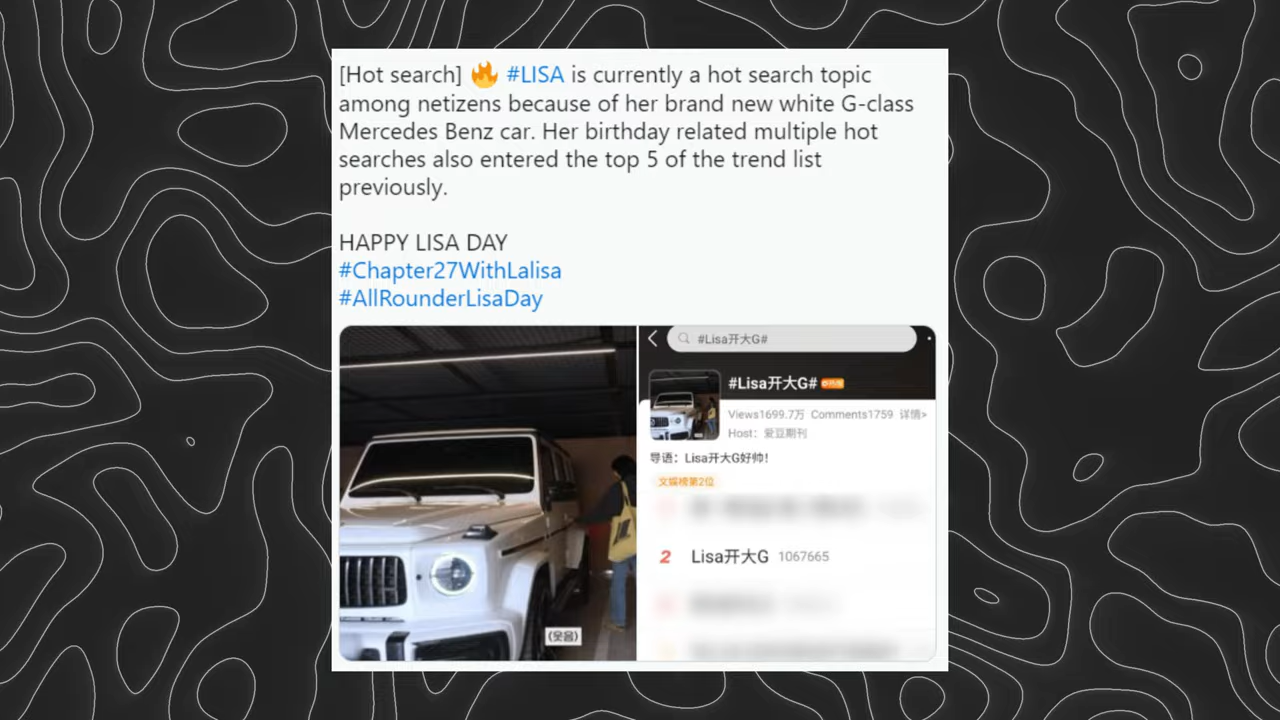 [Hot search] 🔥 #LISA is currently a hot search topic
among netizens because of her brand new white G-class
Mercedes Benz car. Her birthday related multiple hot
searches also entered the top 5 of the trend list
previously.
HAPPY LISA DAY
#Chapter27WithLalisa
#AllRounderLisaDay
(웃음)
#Lisa开大G#
#Lisa开大G#
Views1699.7万 Comments1759 详情>
Host: 爱豆期刊
导语：Lisa开大G好帅！
文娱榜第2位
2 Lisa开大G 1067665